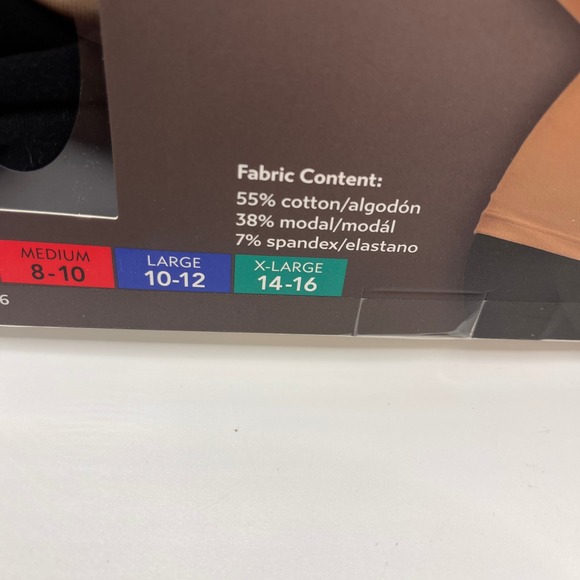 Fabric Content:
55% cotton/algodón
38% modal/modál
7% spandex/elastano
MEDIUM
8-10
LARGE
10-12
X-LARGE
14-16
6